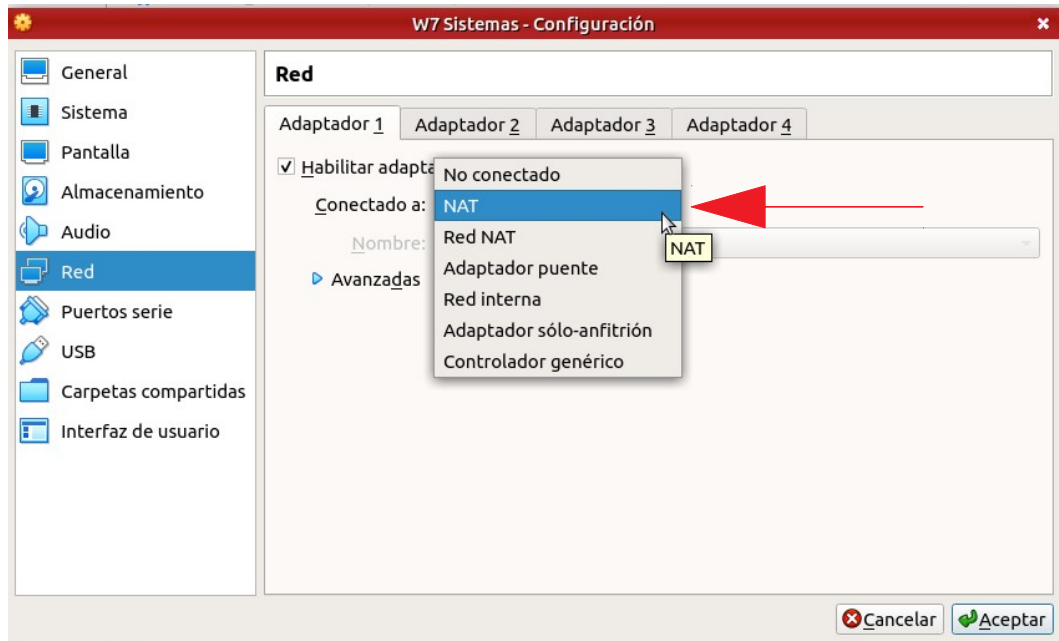 W7 Sistemas - Configuración
General
Sistema
Pantalla
Almacenamiento
Audio
Red
Puertos serie
USB
Carpetas compartidas
Interfaz de usuario
Red
Adaptador 1 Adaptador 2 Adaptador 3 Adaptador 4
Habilitar
Conectado a:
Nombre:
Avanzadas
No conectado
NAT
Red NAT
Adaptador puente
Red interna
Adaptador sólo-anfitrión
Controlador genérico
NAT
Cancelar Aceptar